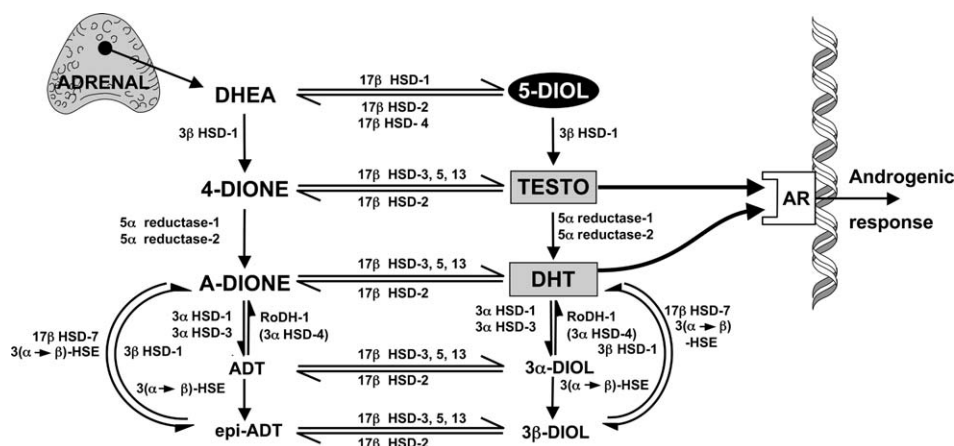 ADRENAL
DHEA
17β HSD-1
17β HSD-2
17β HSD- 4
5-DIOL
3β HSD-1
3β HSD-1
4-DIONE
17β HSD-3, 5, 13
17β HSD-2
TESTO
AR
Androgenic
response
5α reductase-1
5α reductase-2
5α reductase-1
5α reductase-2
A-DIONE
17β HSD-3, 5, 13
17β HSD-2
DHT
17β HSD-7
3(α → β)-HSE
3β HSD-1
3α HSD-1
3α HSD-3
RoDH-1
(3α HSD-4)
3α HSD-1
3α HSD-3
RoDH-1
(3α HSD-4)
3β HSD-1
17β HSD-7
3(α → β)
-HSE
ADT
17β HSD-3, 5, 13
17β HSD-2
3α-DIOL
3(α → β)-HSE
3(α → β)-HSE
epi-ADT
17β HSD-3, 5, 13
17β HSD-2
3β-DIOL